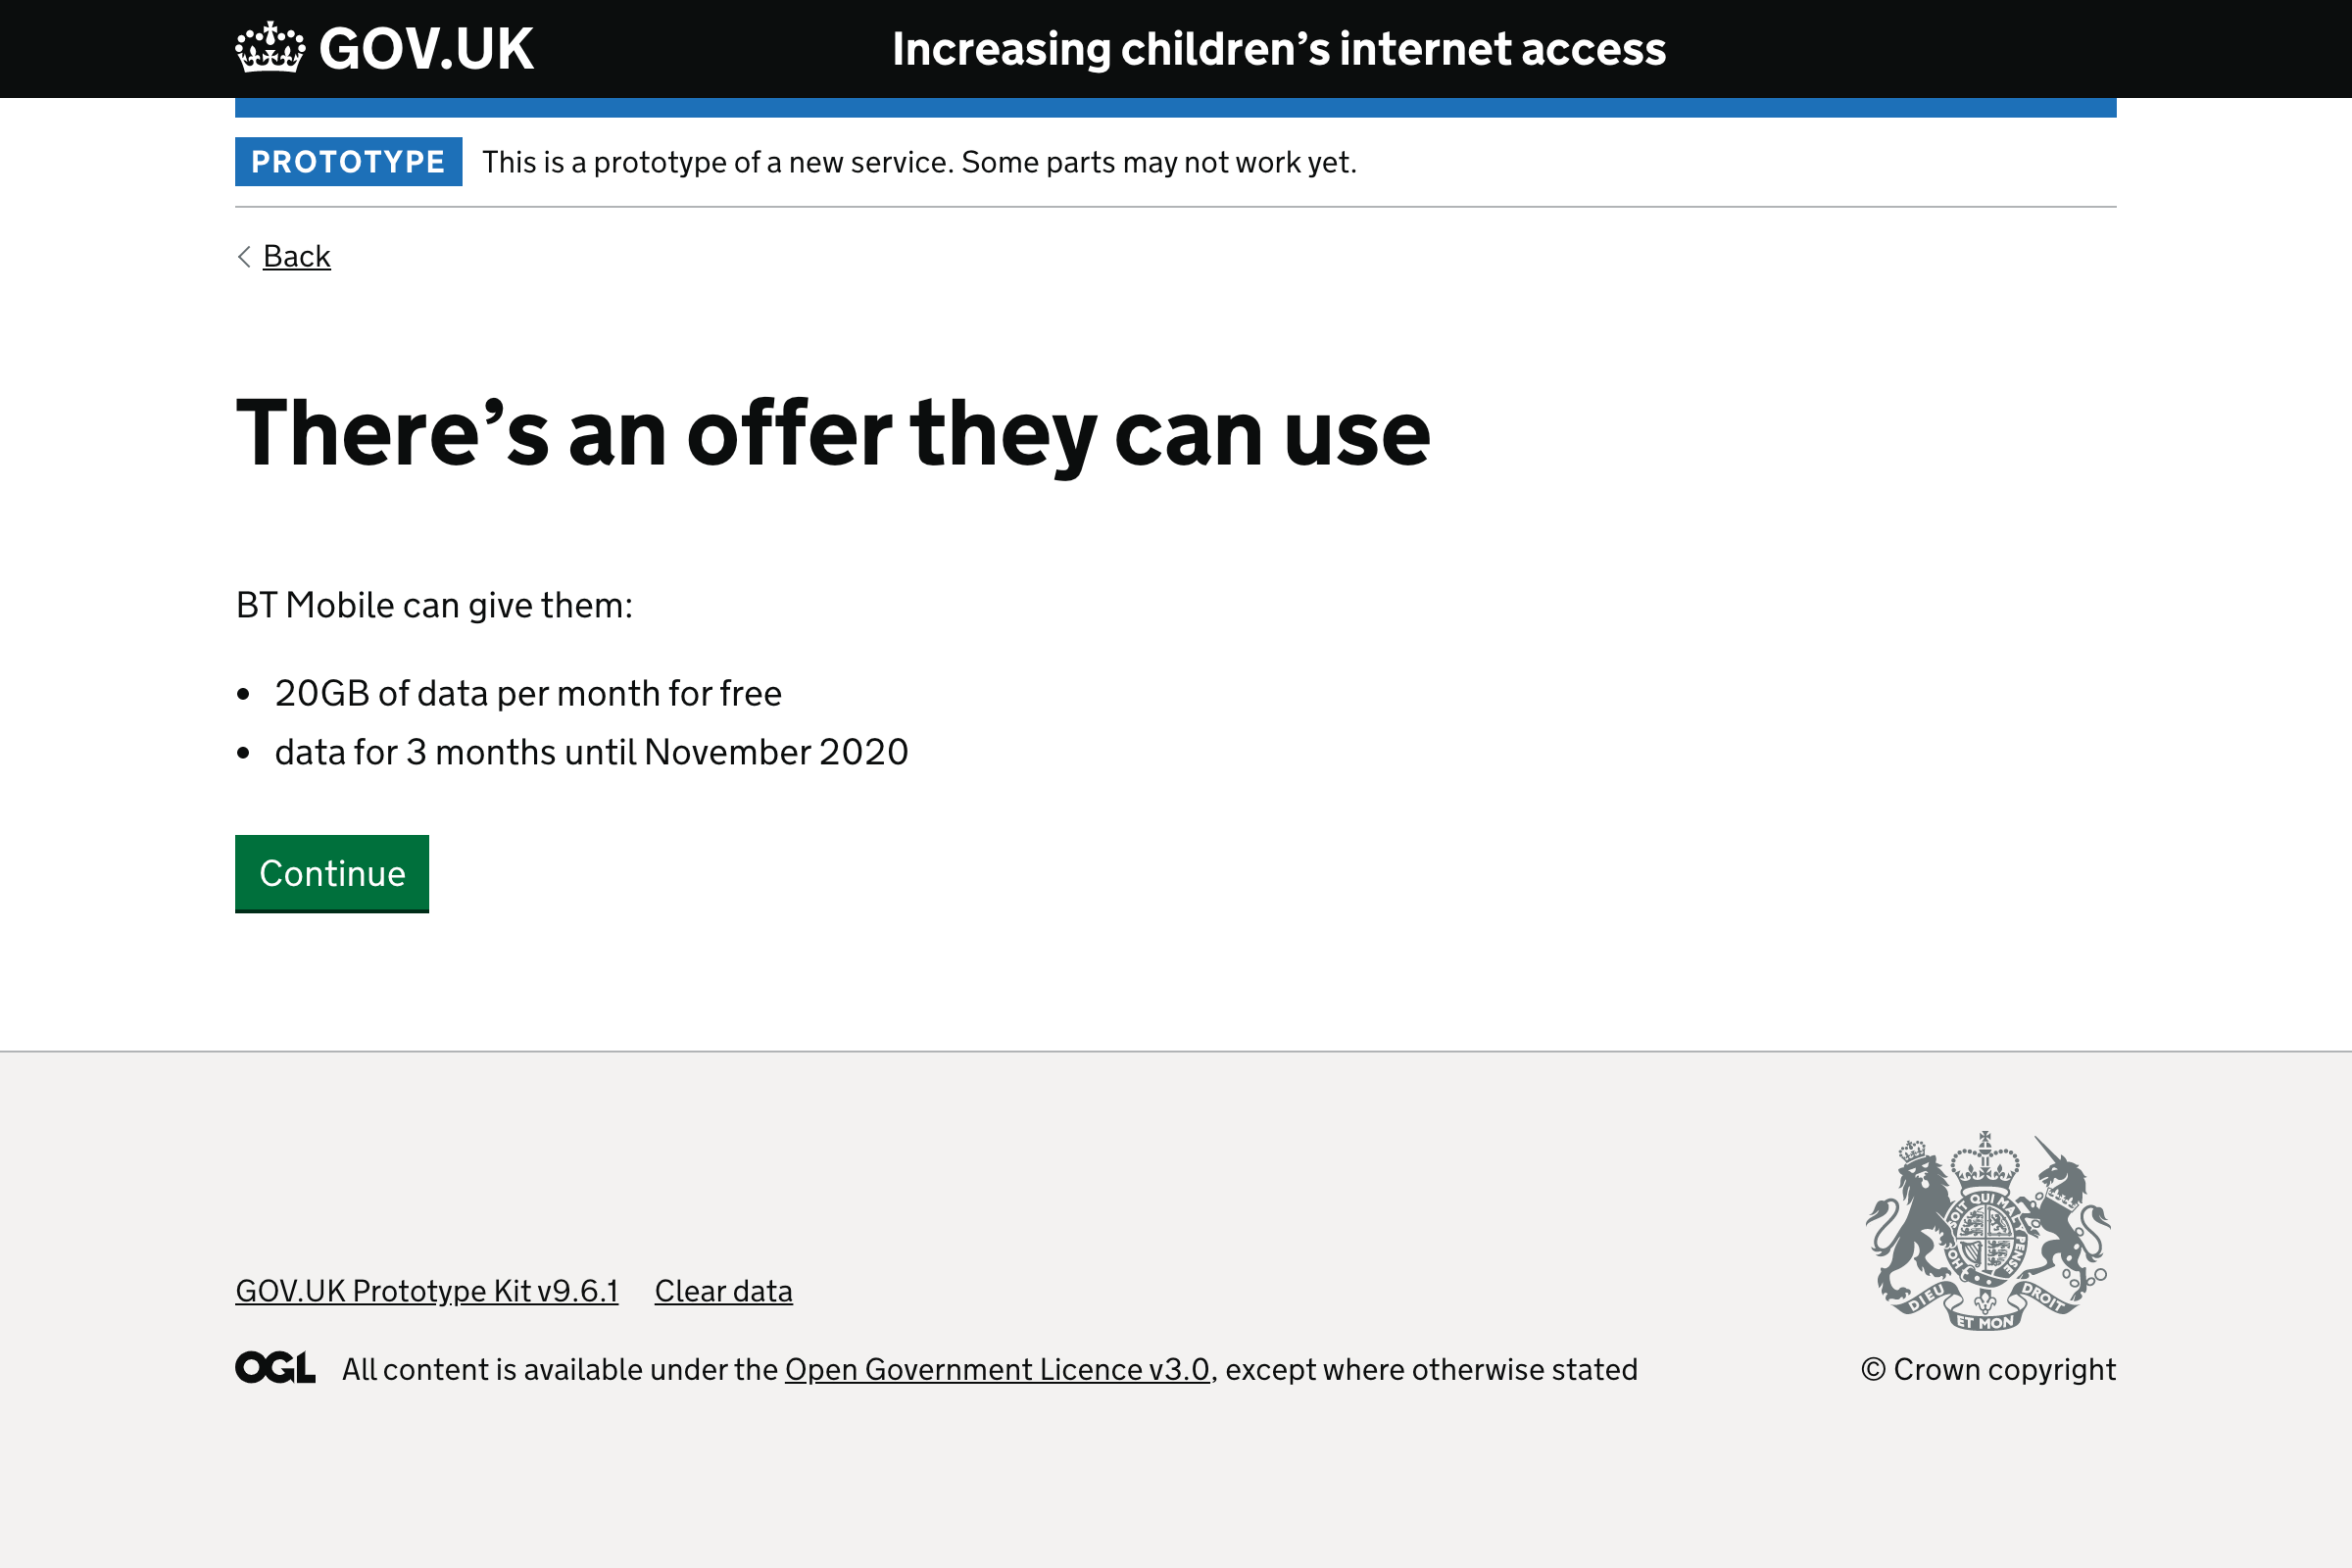 GOV.UK
Increasing children’s internet access
PROTOTYPE This is a prototype of a new service. Some parts may not work yet.
Back
There’s an offer they can use
BT Mobile can give them:
• 20GB of data per month for free
• data for 3 months until November 2020
Continue
GOV.UK Prototype Kit v9.6.1 Clear data
OGL All content is available under the Open Government Licence v3.0, except where otherwise stated
HONI SOIT QUI MAL Y PENSE
DIEU ET MON DROIT
© Crown copyright